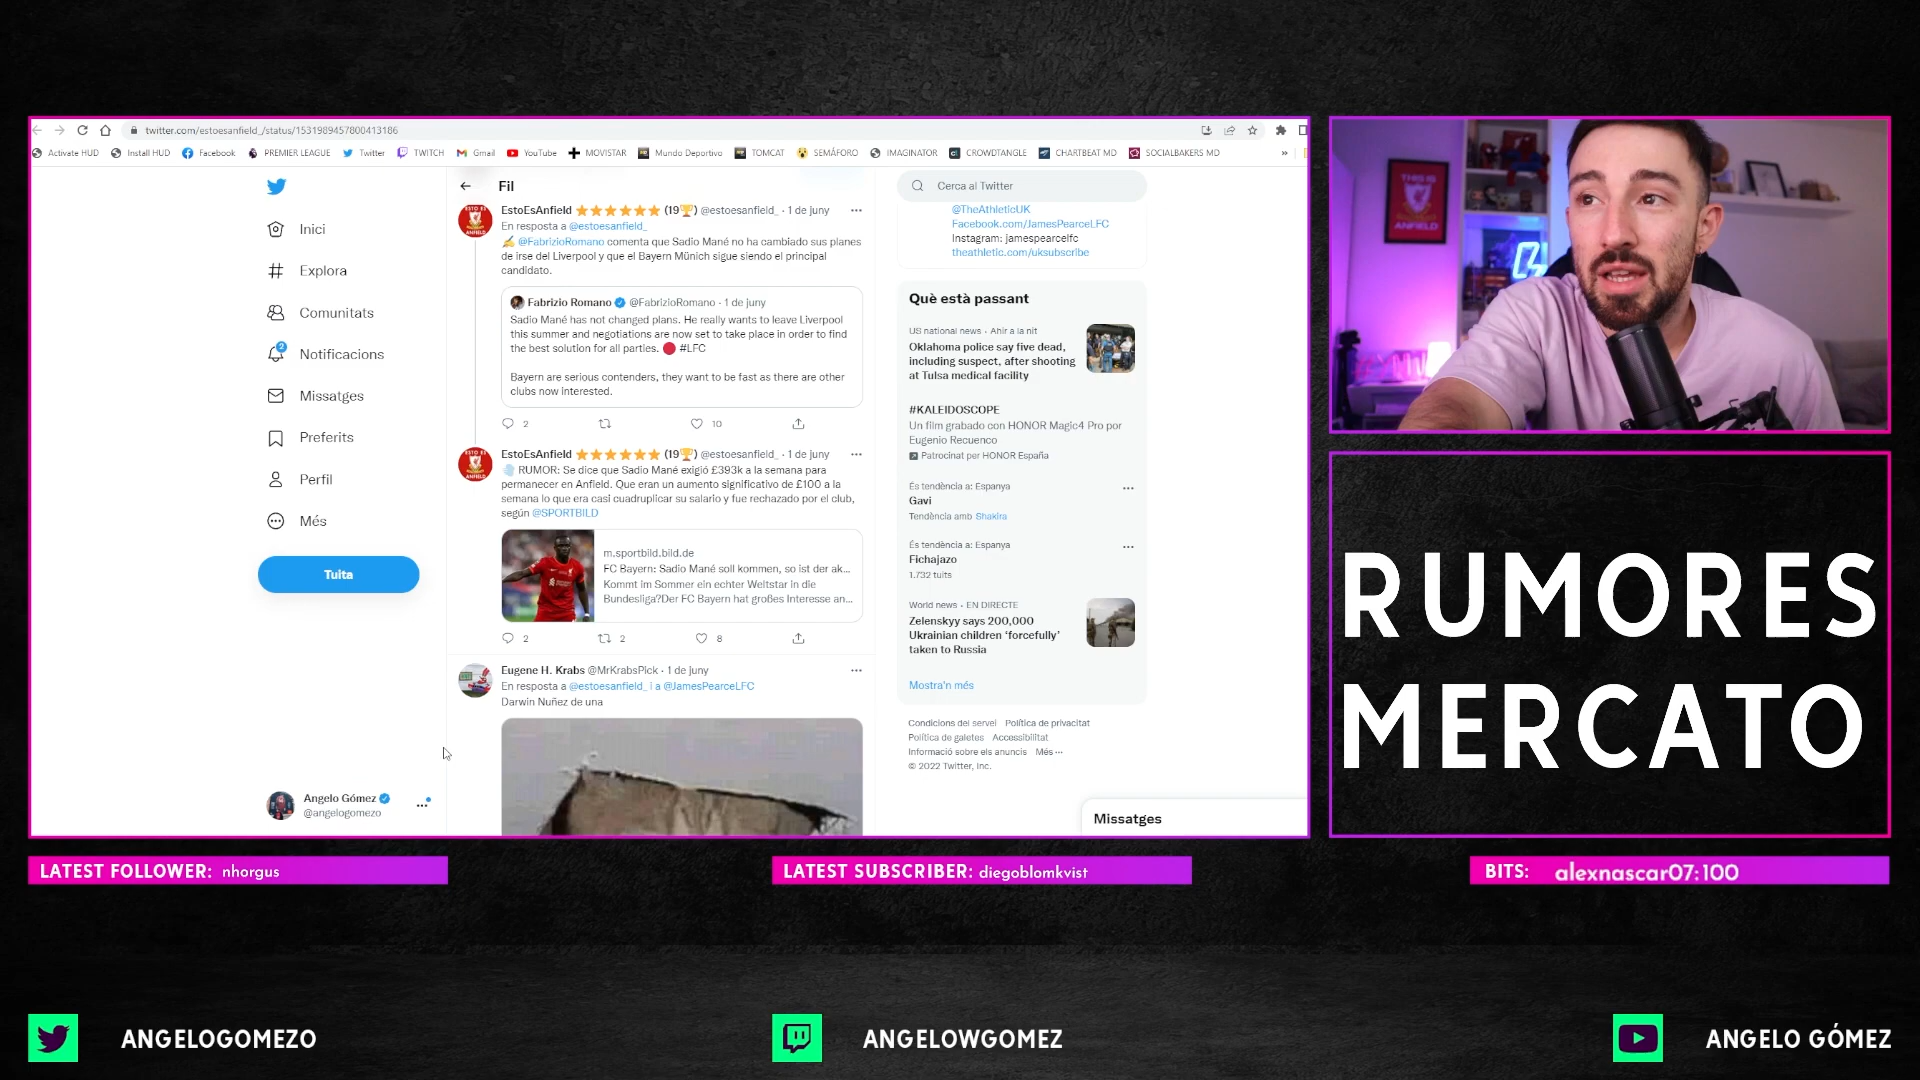 twitter.com/estoesanfield_/status/1531989457800413186
Activate HUD
Install HUD
Facebook
PREMIER LEAGUE
Twitter
TWITCH
Gmail
YouTube
MOVISTAR
Mundo Deportivo
TOMCAT
SEMÁFORO
IMAGINATOR
CROWDTANGLE
CHARTBEAT MD
SOCIALBAKERS MD
»
Inici
Explora
Comunitats
2
Notificacions
Missatges
Preferits
Perfil
Més
Tuita
Angelo Gómez
@angelogomezo
Fil
ESTO ES
ANFIELD
EstoEsAnfield ⭐⭐⭐⭐⭐⭐ (19🏆) @estoesanfield_ · 1 de juny
En resposta a @estoesanfield_
✍️ @FabrizioRomano comenta que Sadio Mané no ha cambiado sus planes
de irse del Liverpool y que el Bayern Münich sigue siendo el principal
candidato.
Fabrizio Romano @FabrizioRomano · 1 de juny
Sadio Mané has not changed plans. He really wants to leave Liverpool
this summer and negotiations are now set to take place in order to find
the best solution for all parties. 🔴 #LFC
Bayern are serious contenders, they want to be fast as there are other
clubs now interested.
2
10
ESTO ES
ANFIELD
EstoEsAnfield ⭐⭐⭐⭐⭐⭐ (19🏆) @estoesanfield_ · 1 de juny
💨 RUMOR: Se dice que Sadio Mané exigió £393k a la semana para
permanecer en Anfield. Que eran un aumento significativo de £100 a la
semana lo que era casi cuadruplicar su salario y fue rechazado por el club,
según @SPORTBILD
m.sportbild.bild.de
FC Bayern: Sadio Mané soll kommen, so ist der ak...
Kommt im Sommer ein echter Weltstar in die
Bundesliga?Der FC Bayern hat großes Interesse an...
2
2
8
Eugene H. Krabs @MrKrabsPick · 1 de juny
En resposta a @estoesanfield_ i a @JamesPearceLFC
Darwin Nuñez de una
Cerca al Twitter
@TheAthleticUK
Facebook.com/JamesPearceLFC
Instagram: jamespearcelfc
theathletic.com/uksubscribe
Què està passant
US national news · Ahir a la nit
Oklahoma police say five dead,
including suspect, after shooting
at Tulsa medical facility
#KALEIDOSCOPE
Un film grabado con HONOR Magic4 Pro por
Eugenio Recuenco
Patrocinat per HONOR España
És tendència a: Espanya
Gavi
Tendència amb Shakira
És tendència a: Espanya
Fichajazo
1.732 tuits
World news · EN DIRECTE
Zelenskyy says 200,000
Ukrainian children ‘forcefully’
taken to Russia
Mostra'n més
Condicions del servei Política de privacitat
Política de galetes Accessibilitat
Informació sobre els anuncis Més ···
© 2022 Twitter, Inc.
Missatges
THIS IS
ANFIELD
RUMORES
MERCATO
LATEST FOLLOWER: nhorgus
LATEST SUBSCRIBER: diegoblomkvist
BITS: alexnascar07:100
ANGELOGOMEZO
ANGELOWGOMEZ
ANGELO GÓMEZ